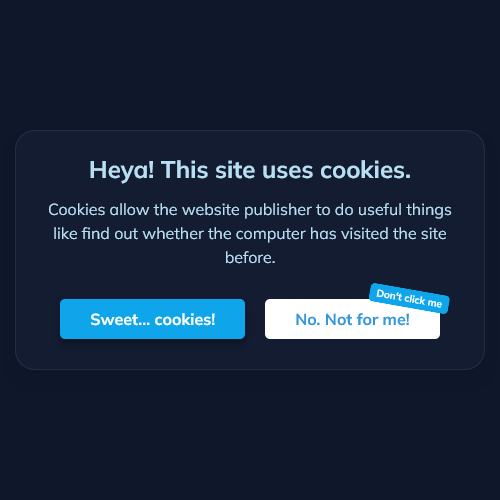 Heya! This site uses cookies.
Cookies allow the website publisher to do useful things
like find out whether the computer has visited the site
before.
Don't click me
Sweet... cookies!
No. Not for me!